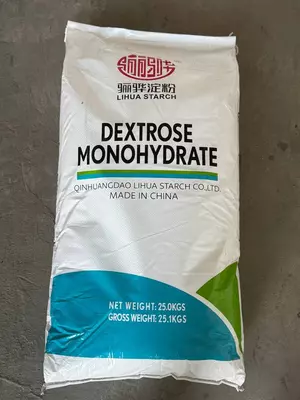 骊骅淀粉
LIHUA STARCH
DEXTROSE
MONOHYDRATE
QINHUANGDAO LIHUA STARCH CO.,LTD.
MADE IN CHINA
NET WEIGHT: 25.0KGS
GROSS WEIGHT: 25.1KGS